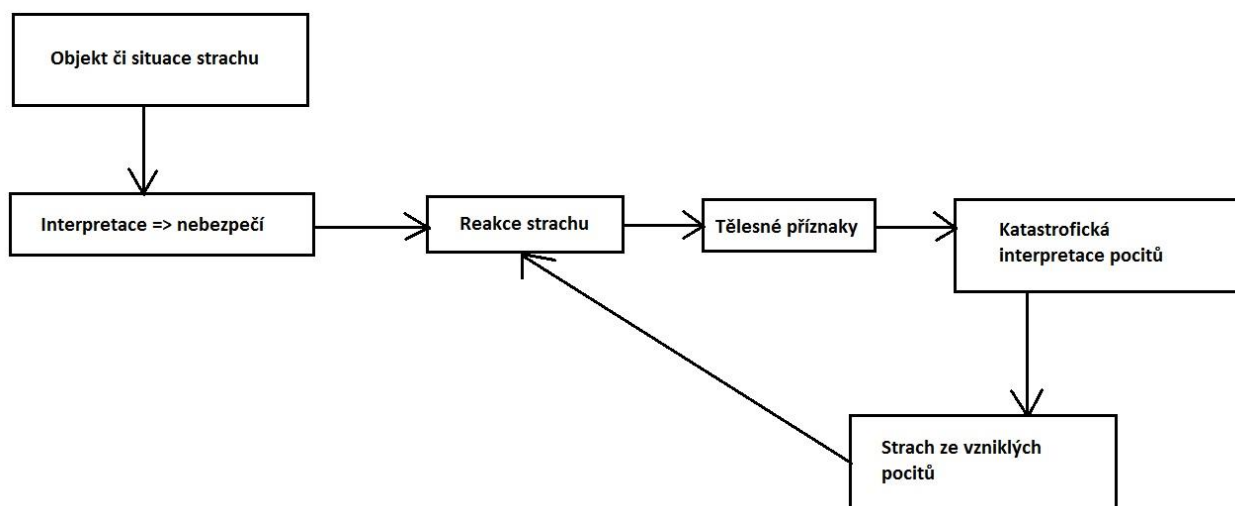 Objekt či situace strachu
Interpretace => nebezpečí
Reakce strachu
Tělesné příznaky
Katastrofická
interpretace pocitů
Strach ze vzniklých
pocitů